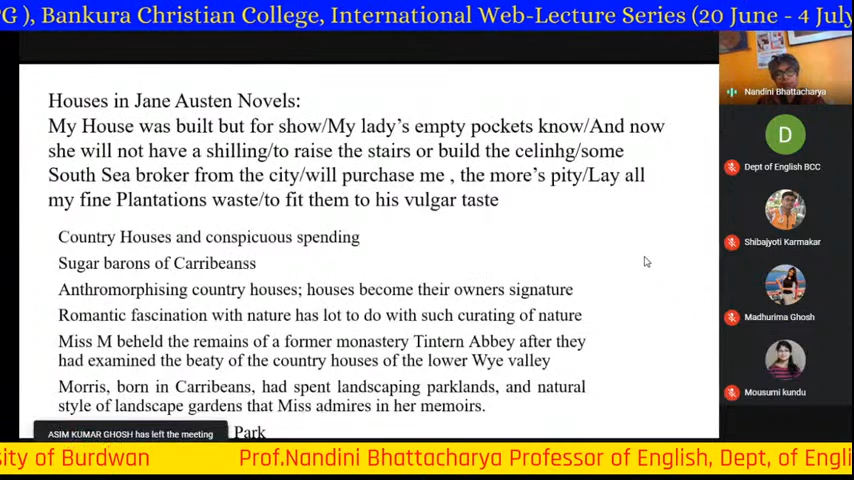 PG ), Bankura Christian College, International Web-Lecture Series (20 June - 4 July
Houses in Jane Austen Novels:
My House was built but for show/My lady's empty pockets know/And now
she will not have a shilling/to raise the stairs or build the celinhg/some
South Sea broker from the city/will purchase me , the more's pity/Lay all
my fine Plantations waste/to fit them to his vulgar taste
Country Houses and conspicuous spending
Sugar barons of Carribeanss
Anthromorphising country houses; houses become their owners signature
Romantic fascination with nature has lot to do with such curating of nature
Miss M beheld the remains of a former monastery Tintern Abbey after they
had examined the beaty of the country houses of the lower Wye valley
Morris, born in Carribeans, had spent landscaping parklands, and natural
style of landscape gardens that Miss admires in her memoirs.
Park
ASIM KUMAR GHOSH has left the meeting
Nandini Bhattacharya
D
Dept of English BCC
Shibajyoti Karmakar
Madhurima Ghosh
Mousumi kundu
sity of Burdwan Prof.Nandini Bhattacharya Professor of English, Dept, of Engli